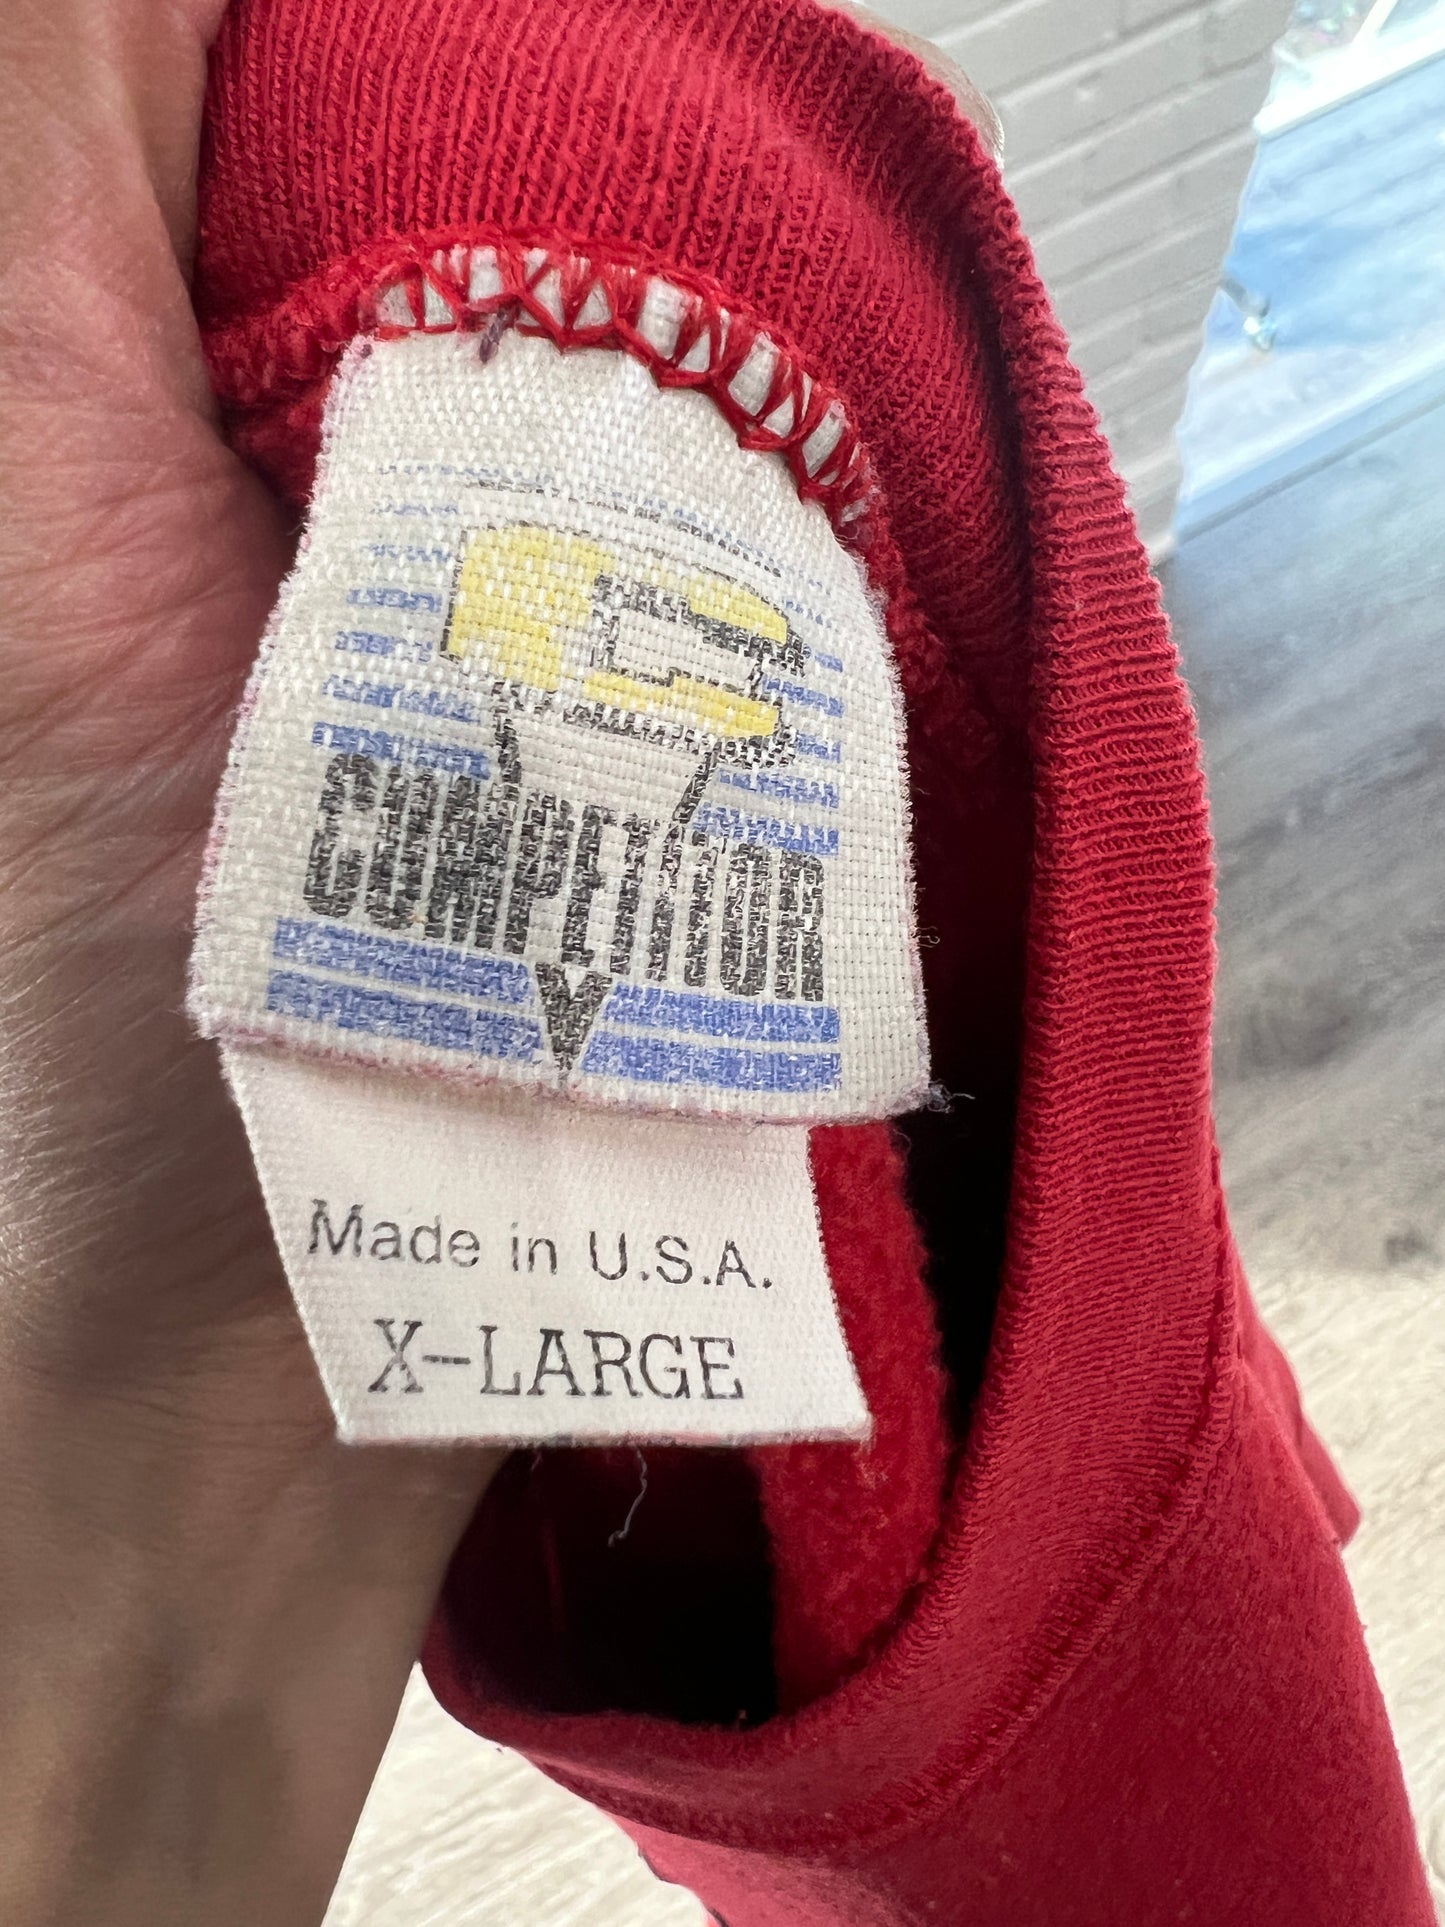 COMPETITOR
Made in U.S.A.
X-LARGE